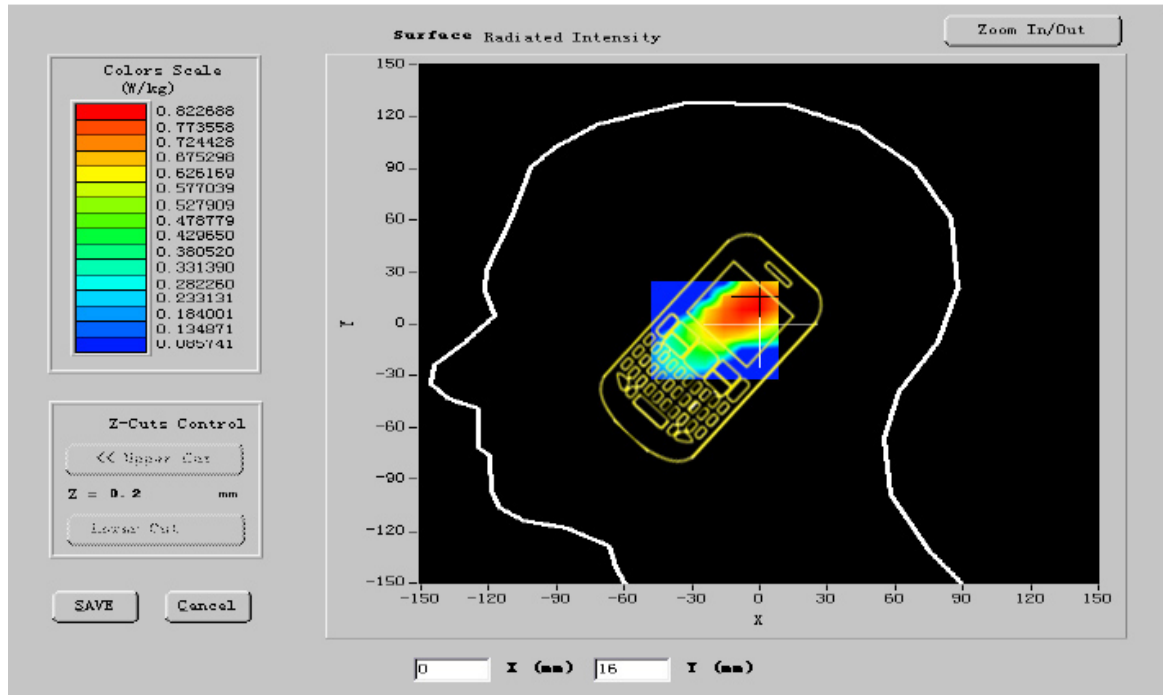 Surface Radiated Intensity
Zoom In/Out
Colors Scale
(W/kg)
0.822688
0.773558
0.724428
0.675298
0.626169
0.577039
0.527909
0.478779
0.429650
0.380520
0.331390
0.282260
0.233131
0.184001
0.134871
0.085741
Z-Cuts Control
<< Upper Cut
Z = 0.2 mm
Lower Cut
SAVE
Cancel
150
120
90
60
30
0
-30
-60
-90
-120
-150
Y
-150 -120 -90 -60 -30 0 30 60 90 120 150
X
0 X (mm) 16 Y (mm)